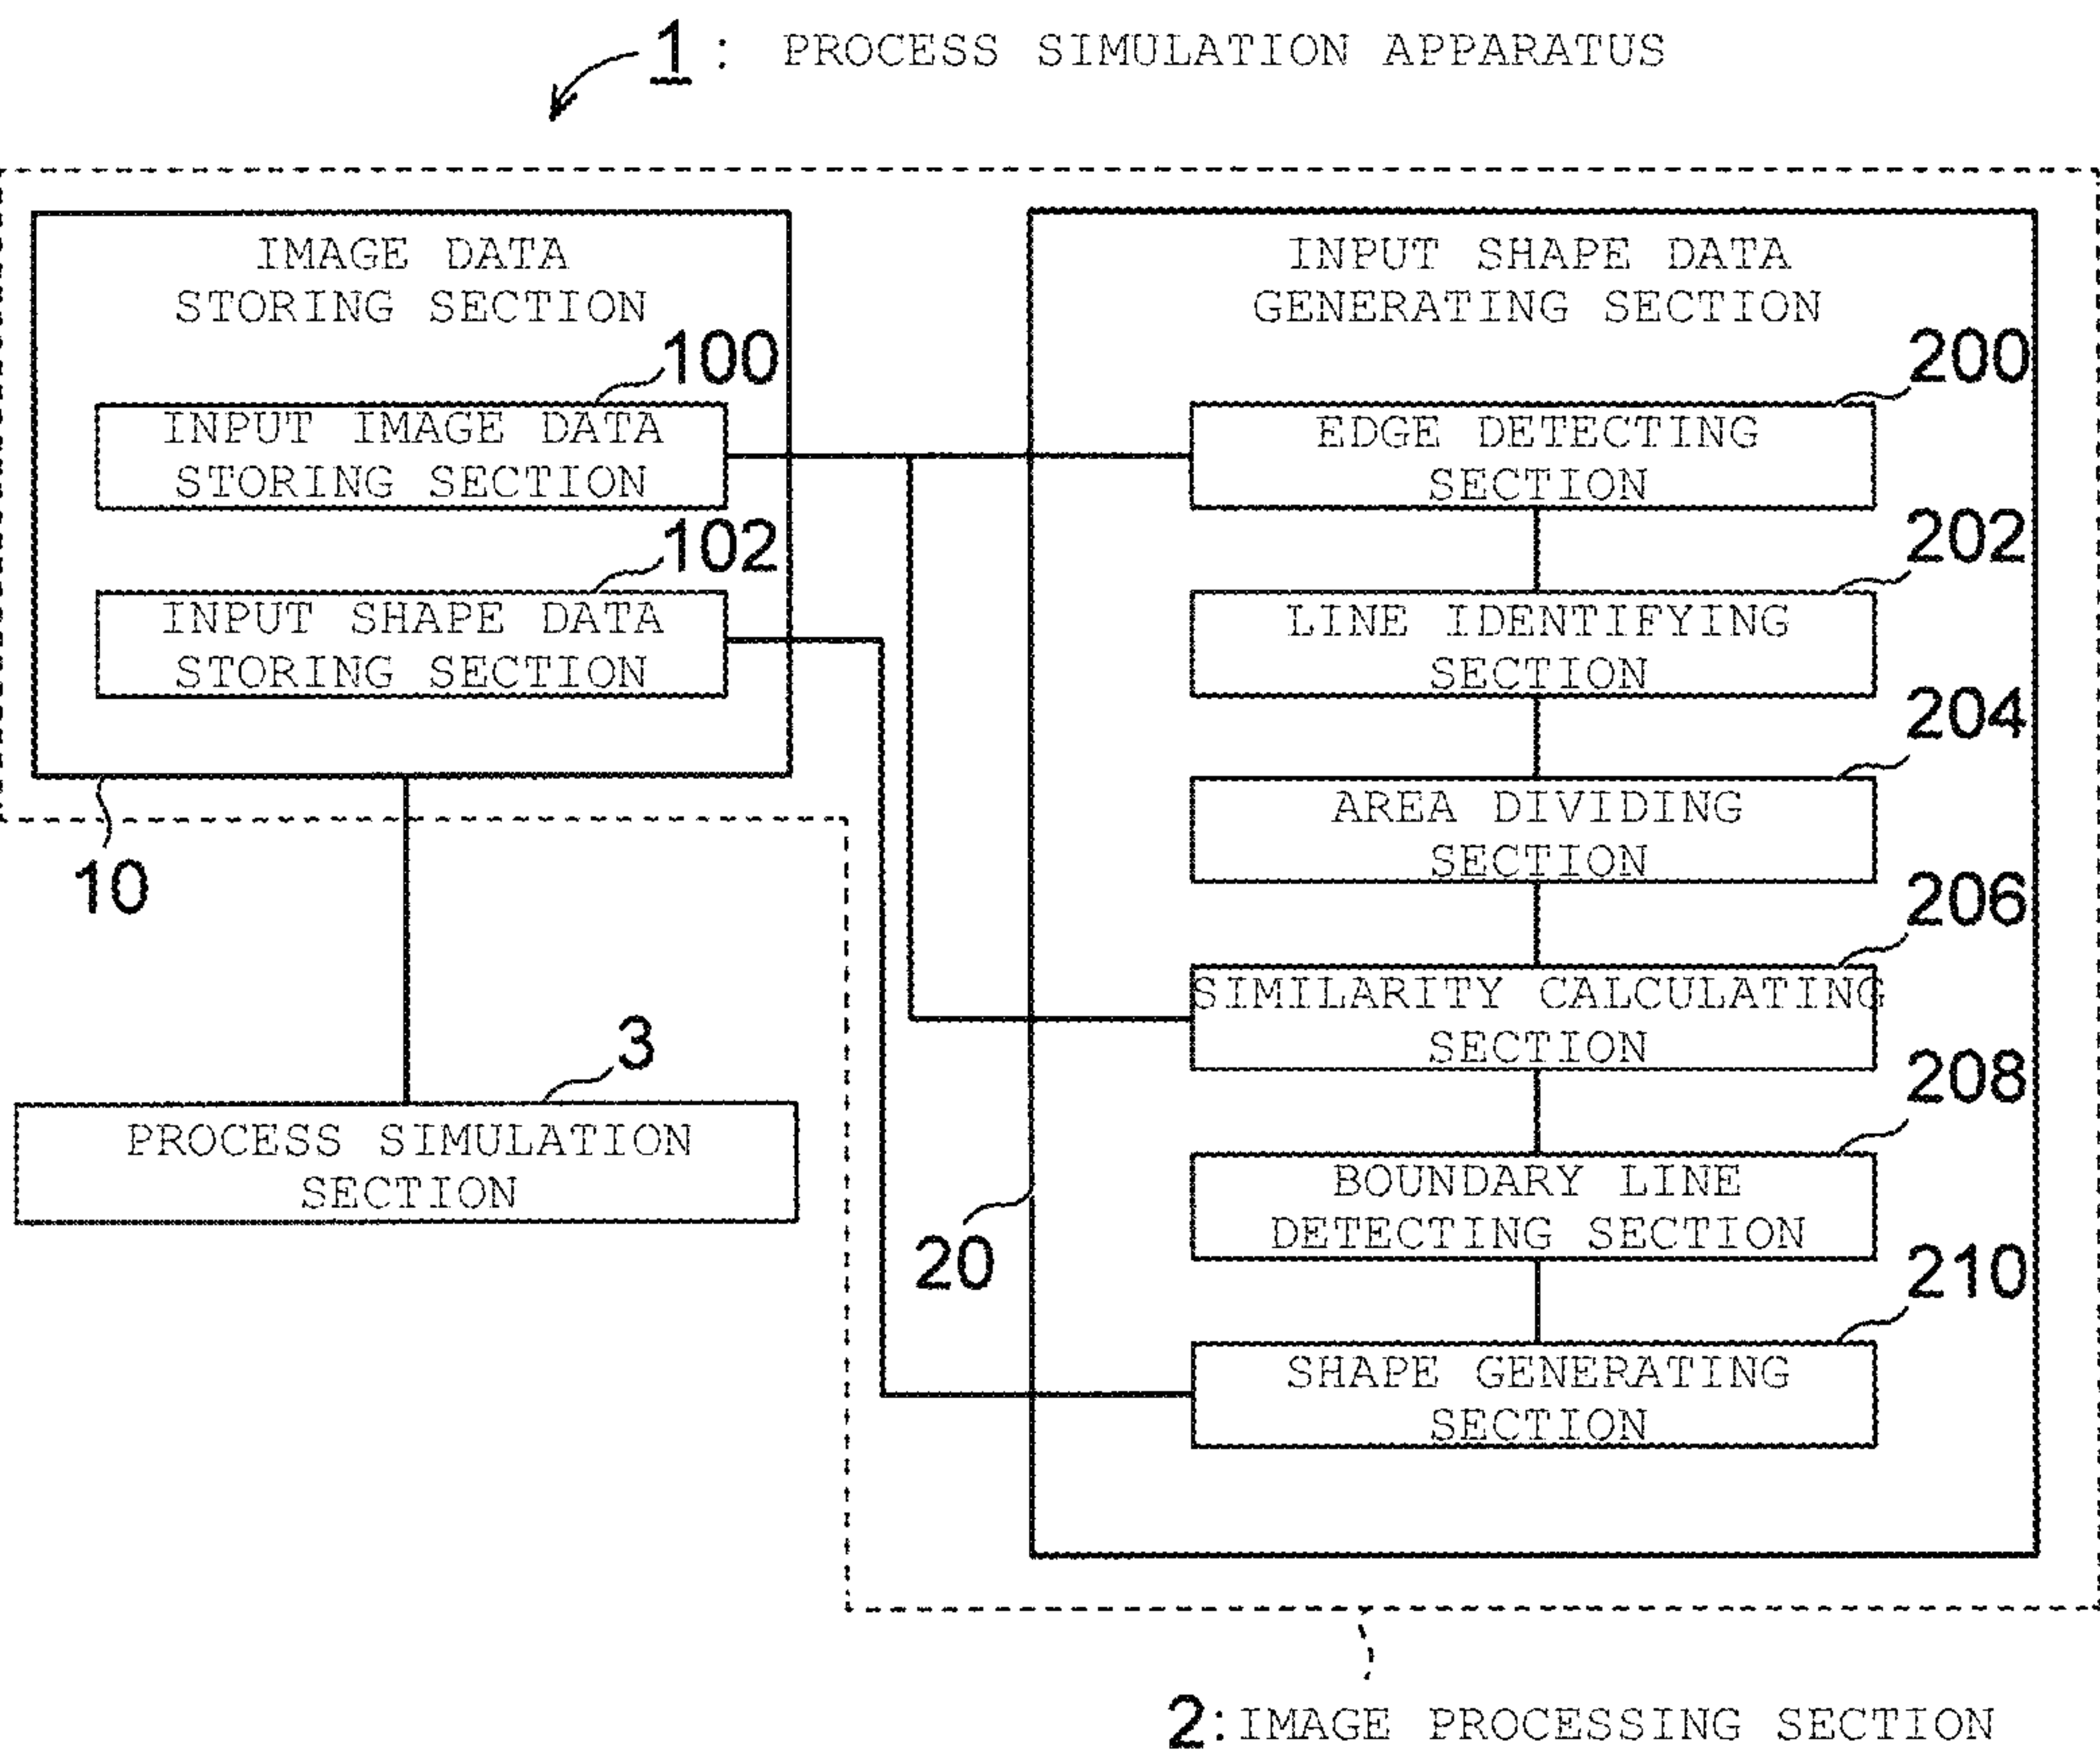 1 : PROCESS SIMULATION APPARATUS
IMAGE DATA
STORING SECTION
100
INPUT IMAGE DATA
STORING SECTION
102
INPUT SHAPE DATA
STORING SECTION
10
3
PROCESS SIMULATION
SECTION
INPUT SHAPE DATA
GENERATING SECTION
200
EDGE DETECTING
SECTION
202
LINE IDENTIFYING
SECTION
204
AREA DIVIDING
SECTION
206
SIMILARITY CALCULATING
SECTION
208
BOUNDARY LINE
DETECTING SECTION
20
210
SHAPE GENERATING
SECTION
2: IMAGE PROCESSING SECTION